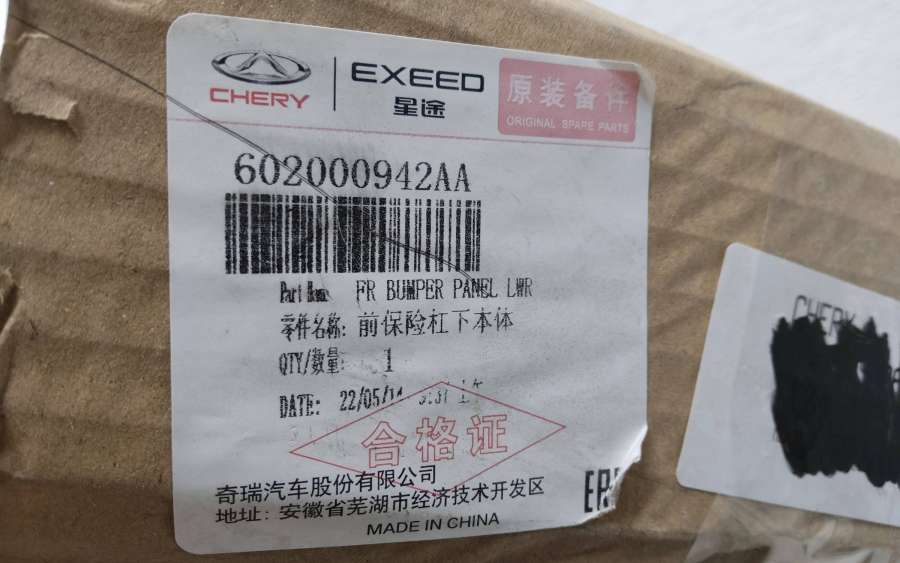 CHERY
EXEED
星途
原装备件
ORIGINAL SPARE PARTS
602000942AA
Part FR BUMPER PANEL LWR
零件名称: 前保险杠下本体
QTY/数量: 1
DATE: 22/05/
合格证
奇瑞汽车股份有限公司
地址: 安徽省芜湖市经济技术开发区
MADE IN CHINA
CHERY